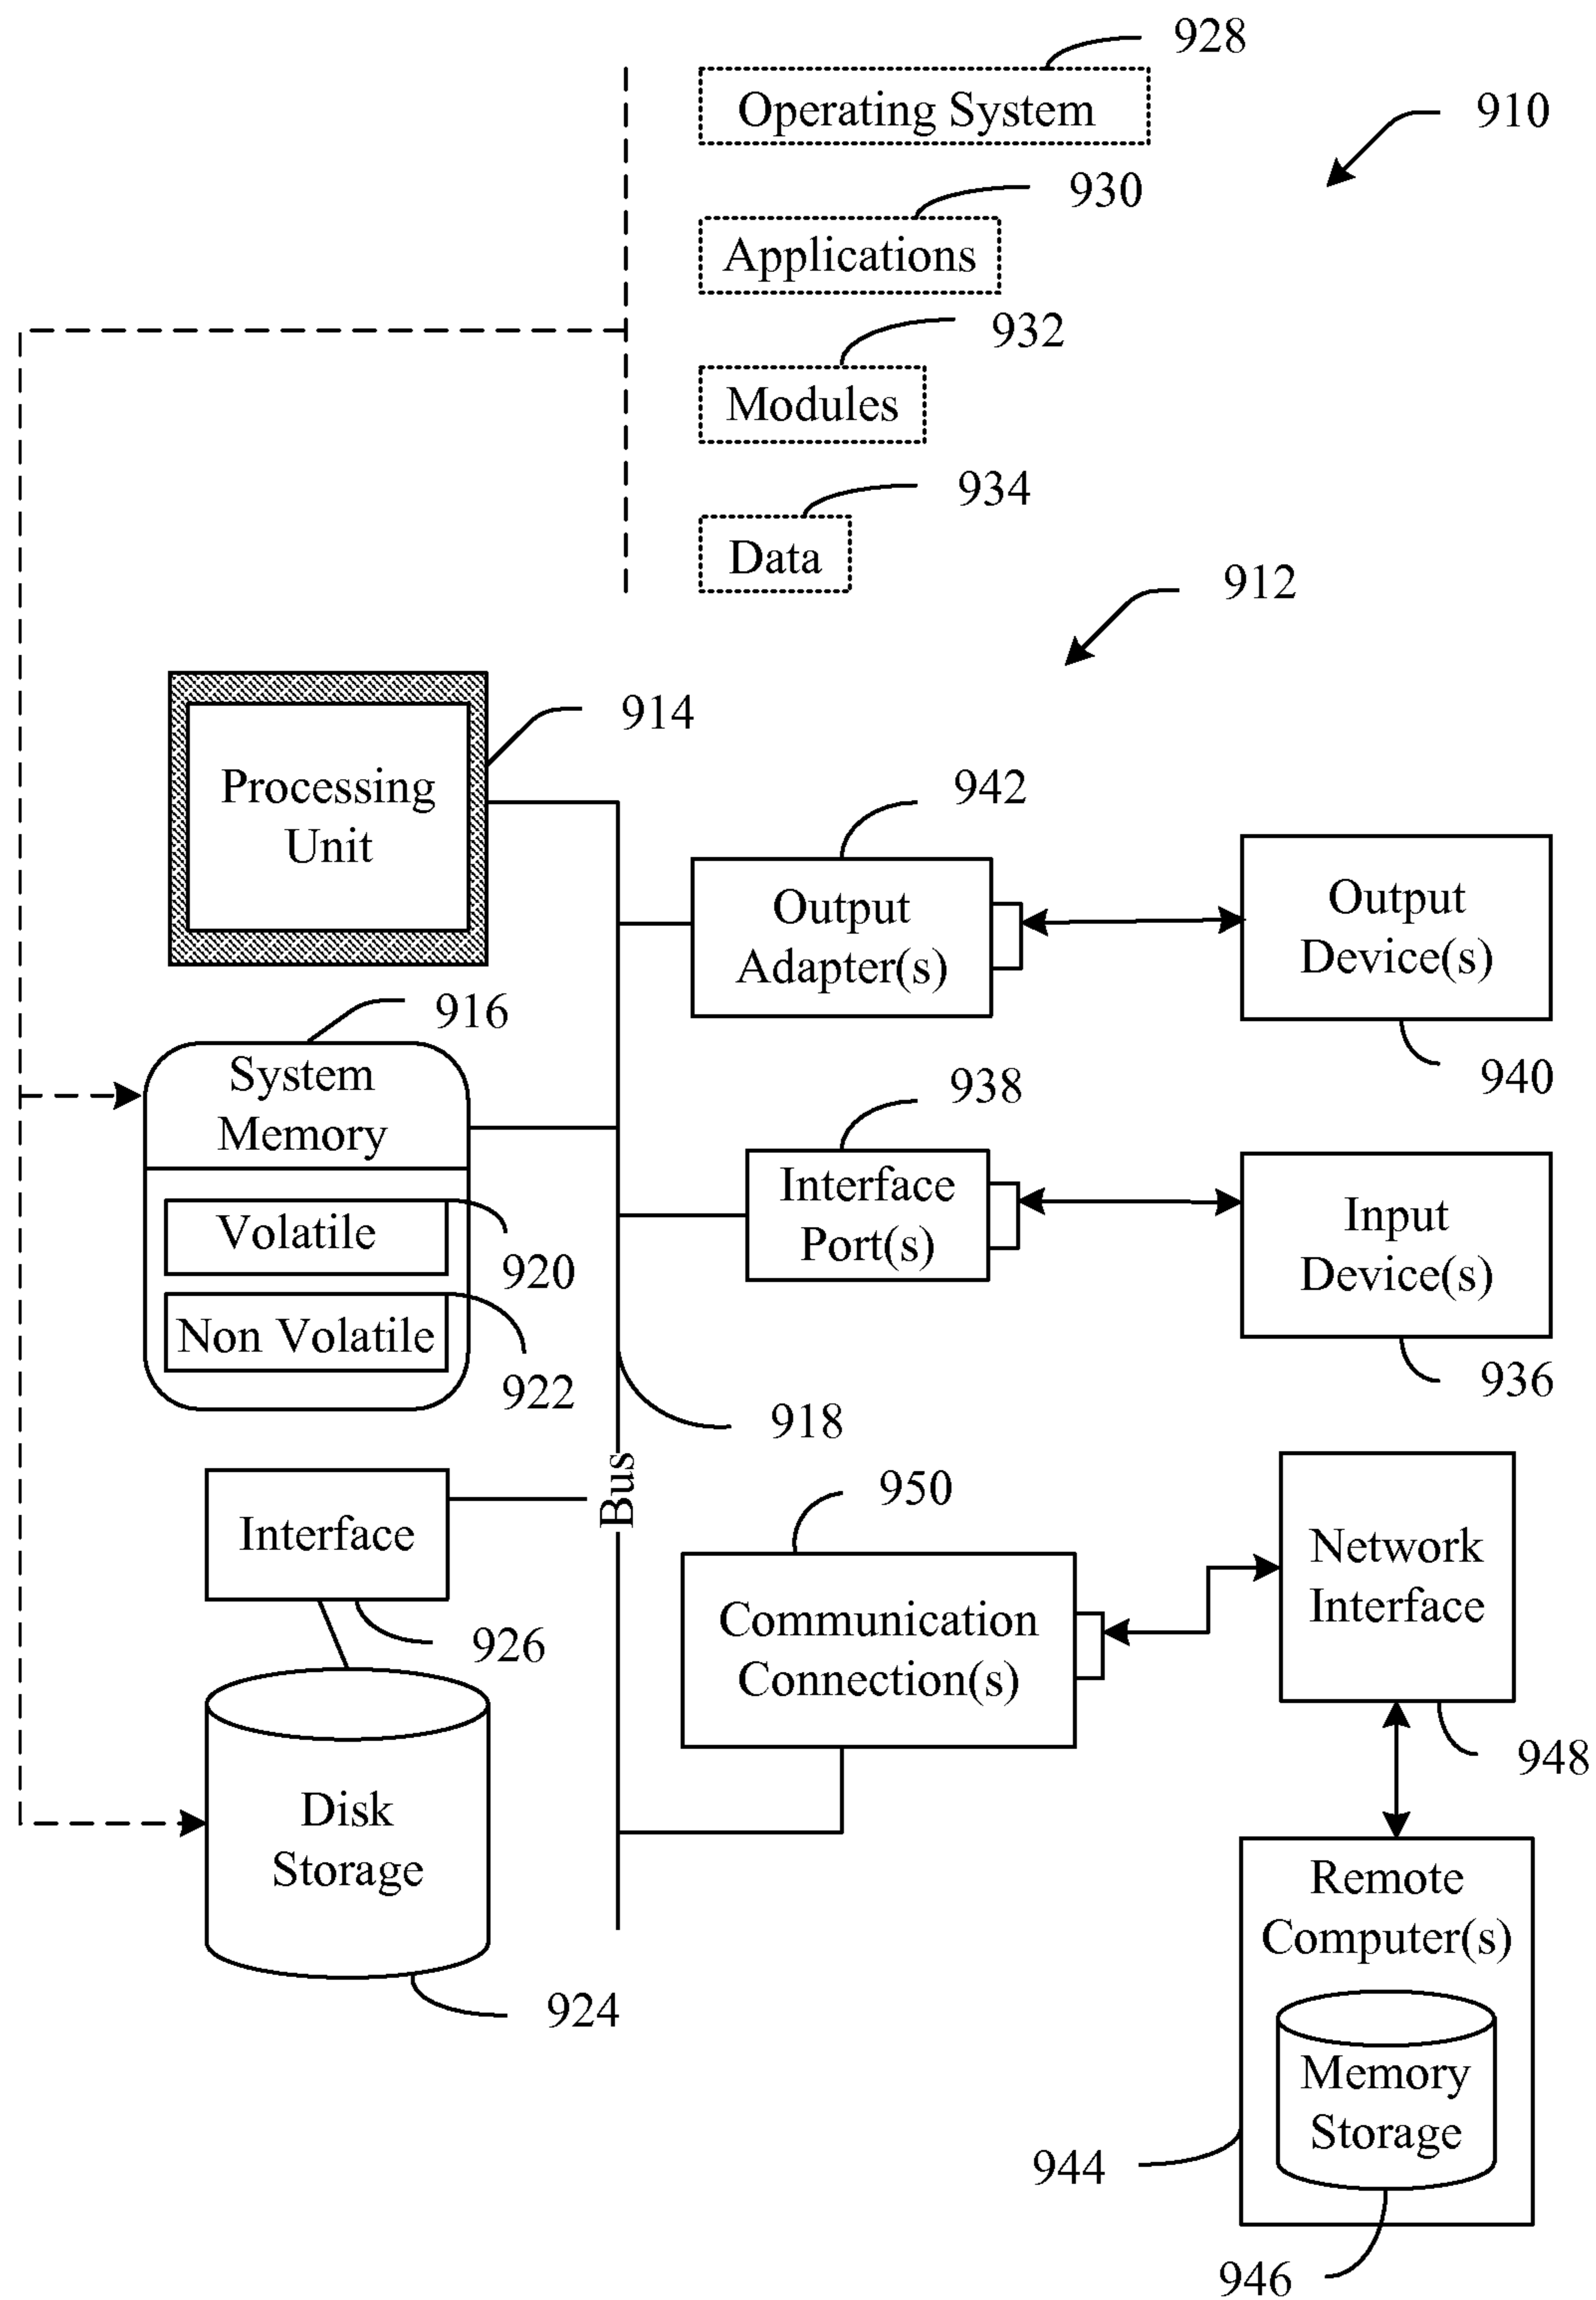 928
Operating System
910
930
Applications
932
Modules
934
Data
912
914
Processing
Unit
942
Output
Adapter(s)
Output
Device(s)
940
916
System
Memory
938
Interface
Port(s)
Input
Device(s)
936
Volatile
920
Non Volatile
922
918
Bus
Interface
926
950
Communication
Connection(s)
Network
Interface
948
Disk
Storage
924
Remote
Computer(s)
Memory
Storage
944
946